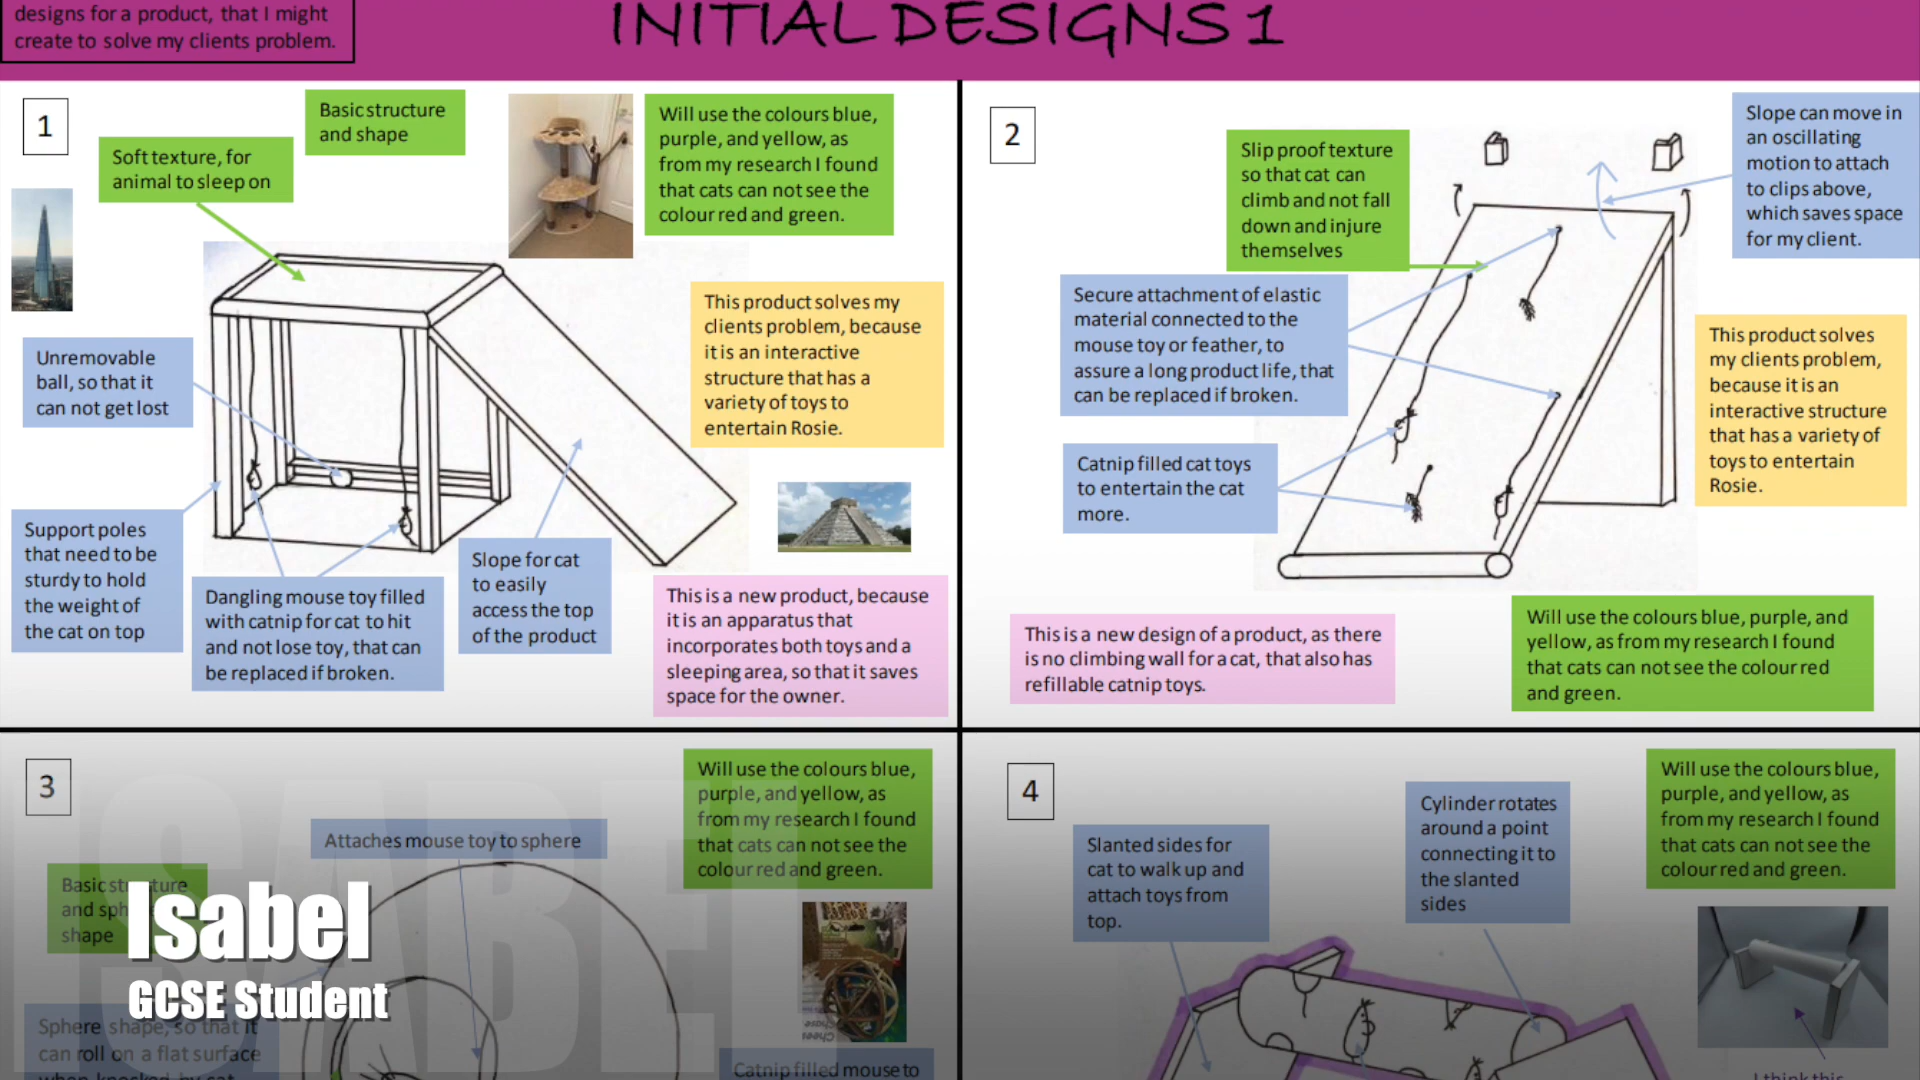 designs for a product, that I might
create to solve my clients problem.
INITIAL DESIGNS 1
1
Basic structure
and shape
Soft texture, for
animal to sleep on
Will use the colours blue,
purple, and yellow, as
from my research I found
that cats can not see the
colour red and green.
This product solves my
clients problem, because
it is an interactive
structure that has a
variety of toys to
entertain Rosie.
Unremovable
ball, so that it
can not get lost
Support poles
that need to be
sturdy to hold
the weight of
the cat on top
Dangling mouse toy filled
with catnip for cat to hit
and not lose toy, that can
be replaced if broken.
Slope for cat
to easily
access the top
of the product
This is a new product, because
it is an apparatus that
incorporates both toys and a
sleeping area, so that it saves
space for the owner.
2
Slip proof texture
so that cat can
climb and not fall
down and injure
themselves
Slope can move in
an oscillating
motion to attach
to clips above,
which saves space
for my client.
Secure attachment of elastic
material connected to the
mouse toy or feather, to
assure a long product life, that
can be replaced if broken.
Catnip filled cat toys
to entertain the cat
more.
This product solves
my clients problem,
because it is an
interactive structure
that has a variety of
toys to entertain
Rosie.
This is a new design of a product, as there
is no climbing wall for a cat, that also has
refillable catnip toys.
Will use the colours blue, purple, and
yellow, as from my research I found
that cats can not see the colour red
and green.
3
Attaches mouse toy to sphere
Will use the colours blue,
purple, and yellow, as
from my research I found
that cats can not see the
colour red and green.
Basic structure
and sph
shape
Sphere shape, so that it
can roll on a flat surface
when knocked by cat
Catnip filled mouse to
4
Slanted sides for
cat to walk up and
attach toys from
top.
Cylinder rotates
around a point
connecting it to
the slanted
sides
Will use the colours blue,
purple, and yellow, as
from my research I found
that cats can not see the
colour red and green.
I think this
ISABEL
Isabel
GCSE Student